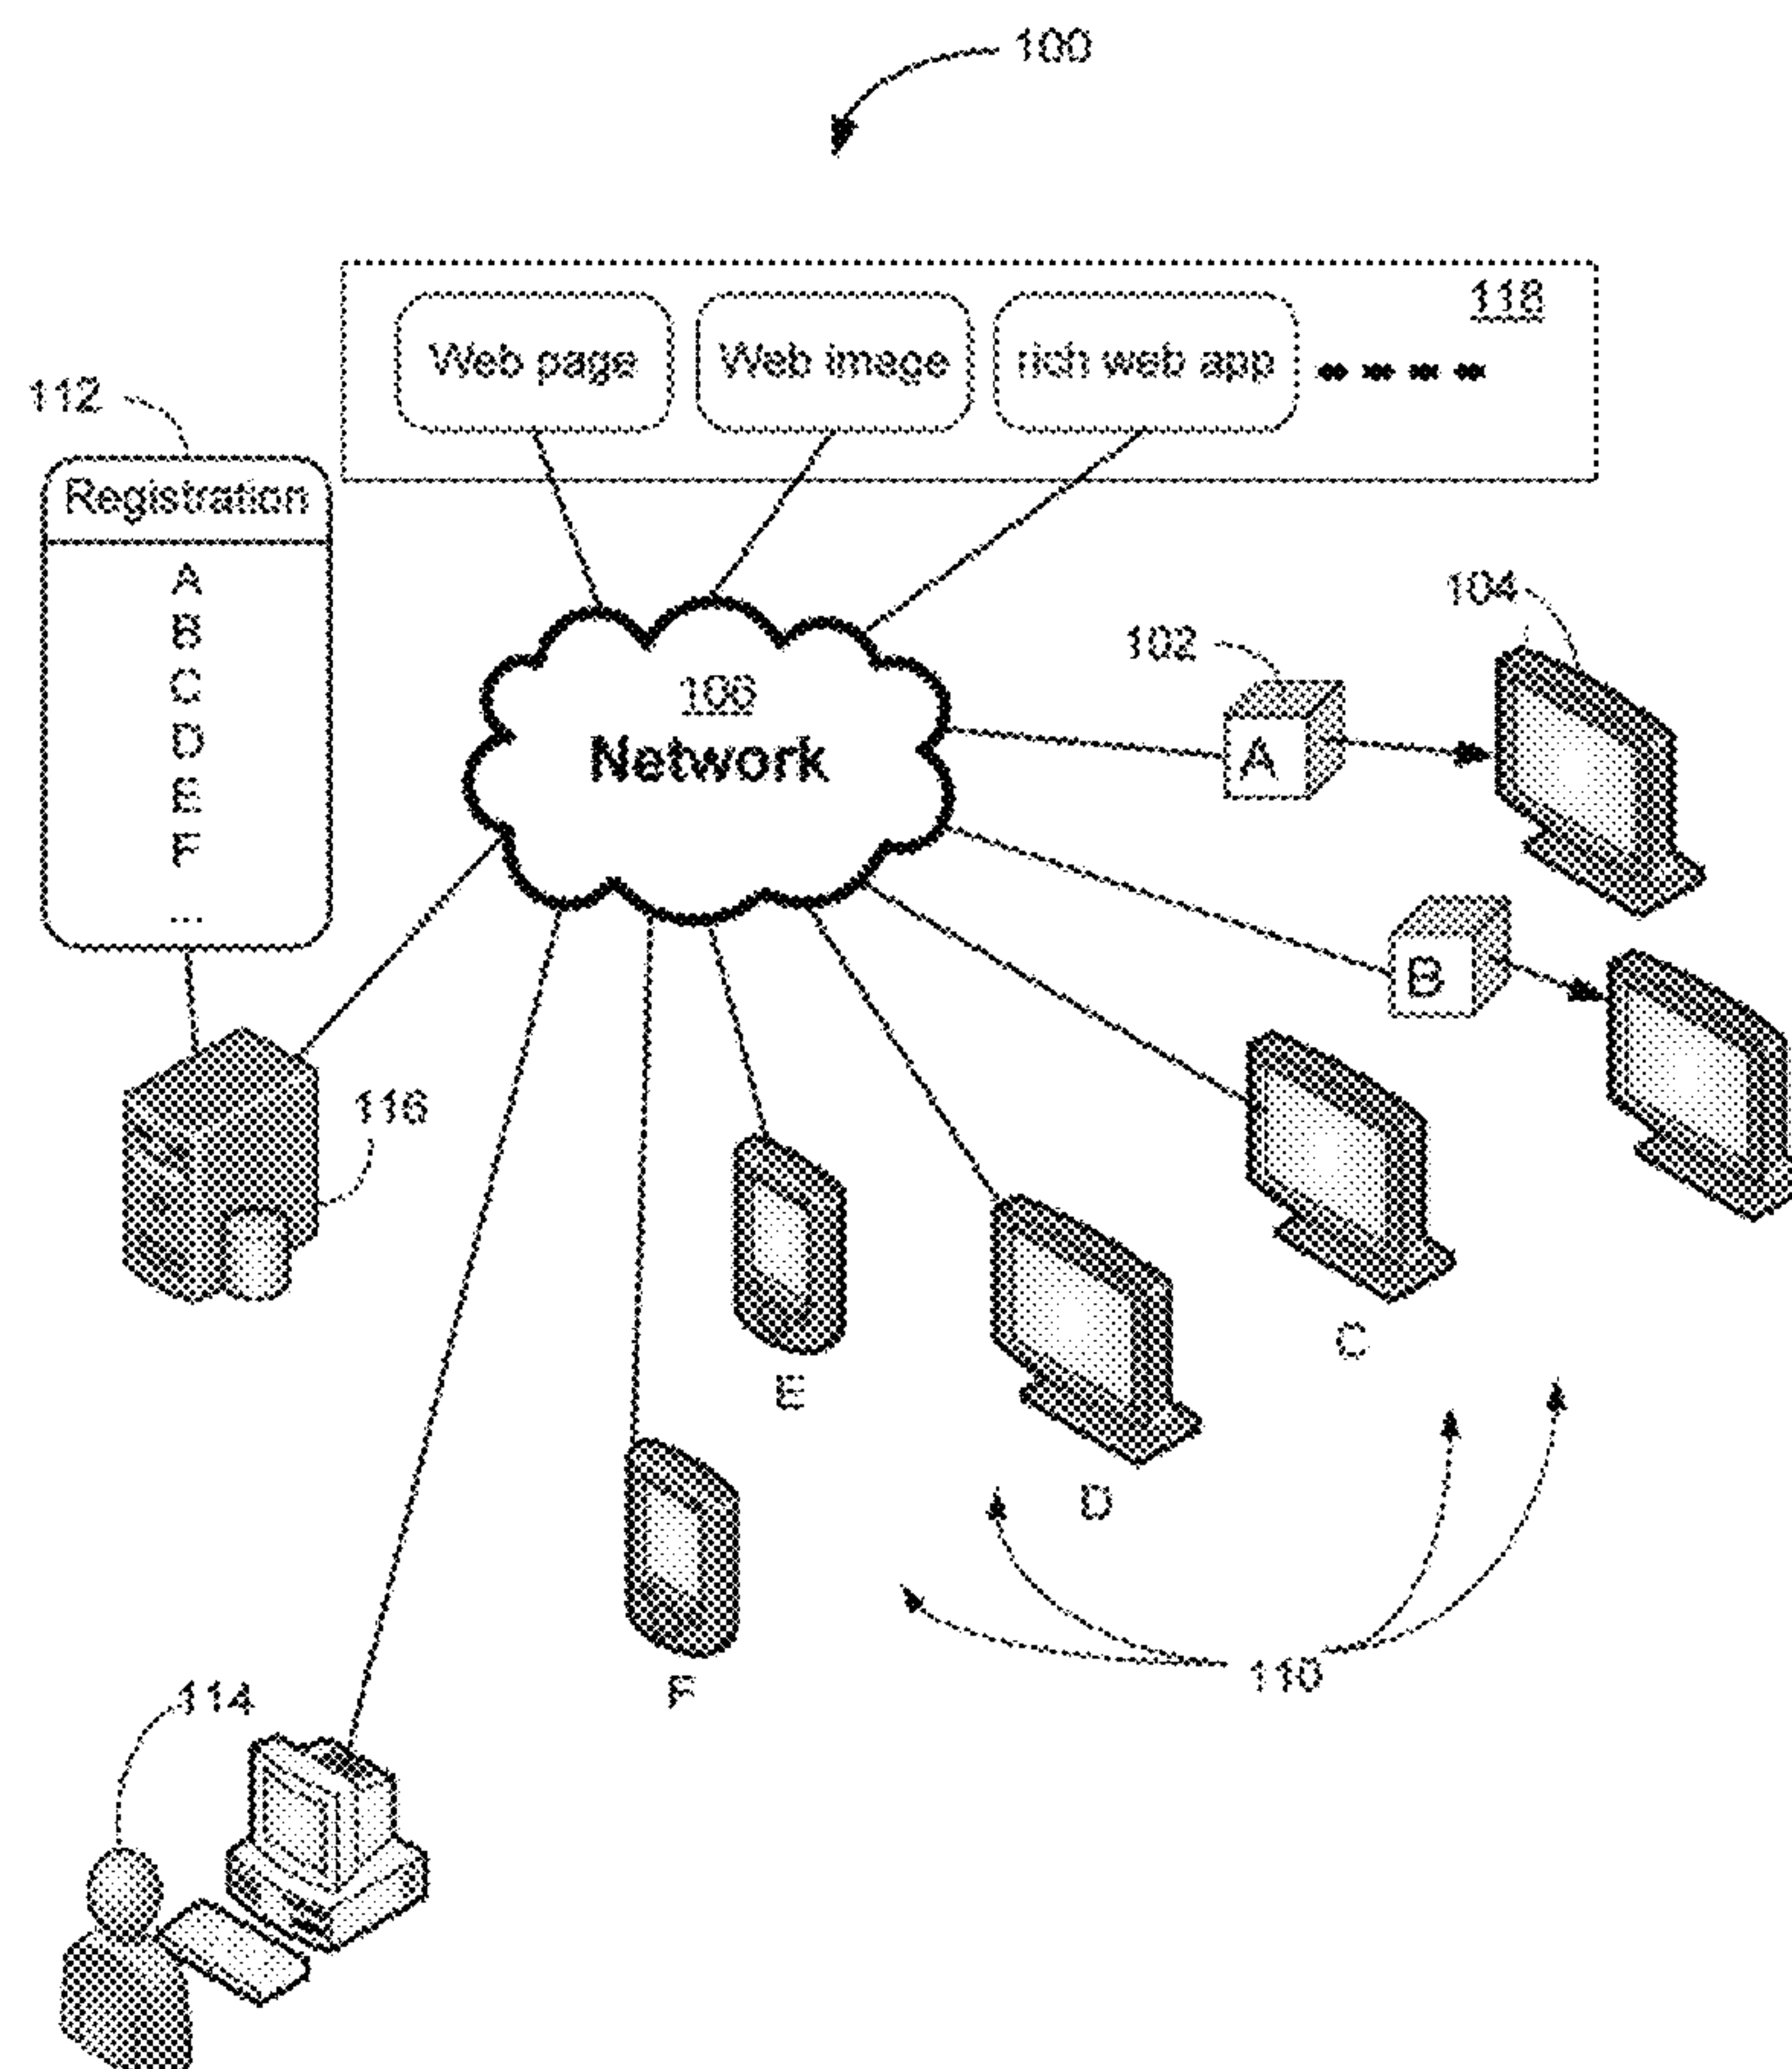 100
118
Web page
Web image
rich web app
112
Registration
A
B
C
D
E
F
...
106
Network
102
A
104
B
116
C
E
D
F
110
114